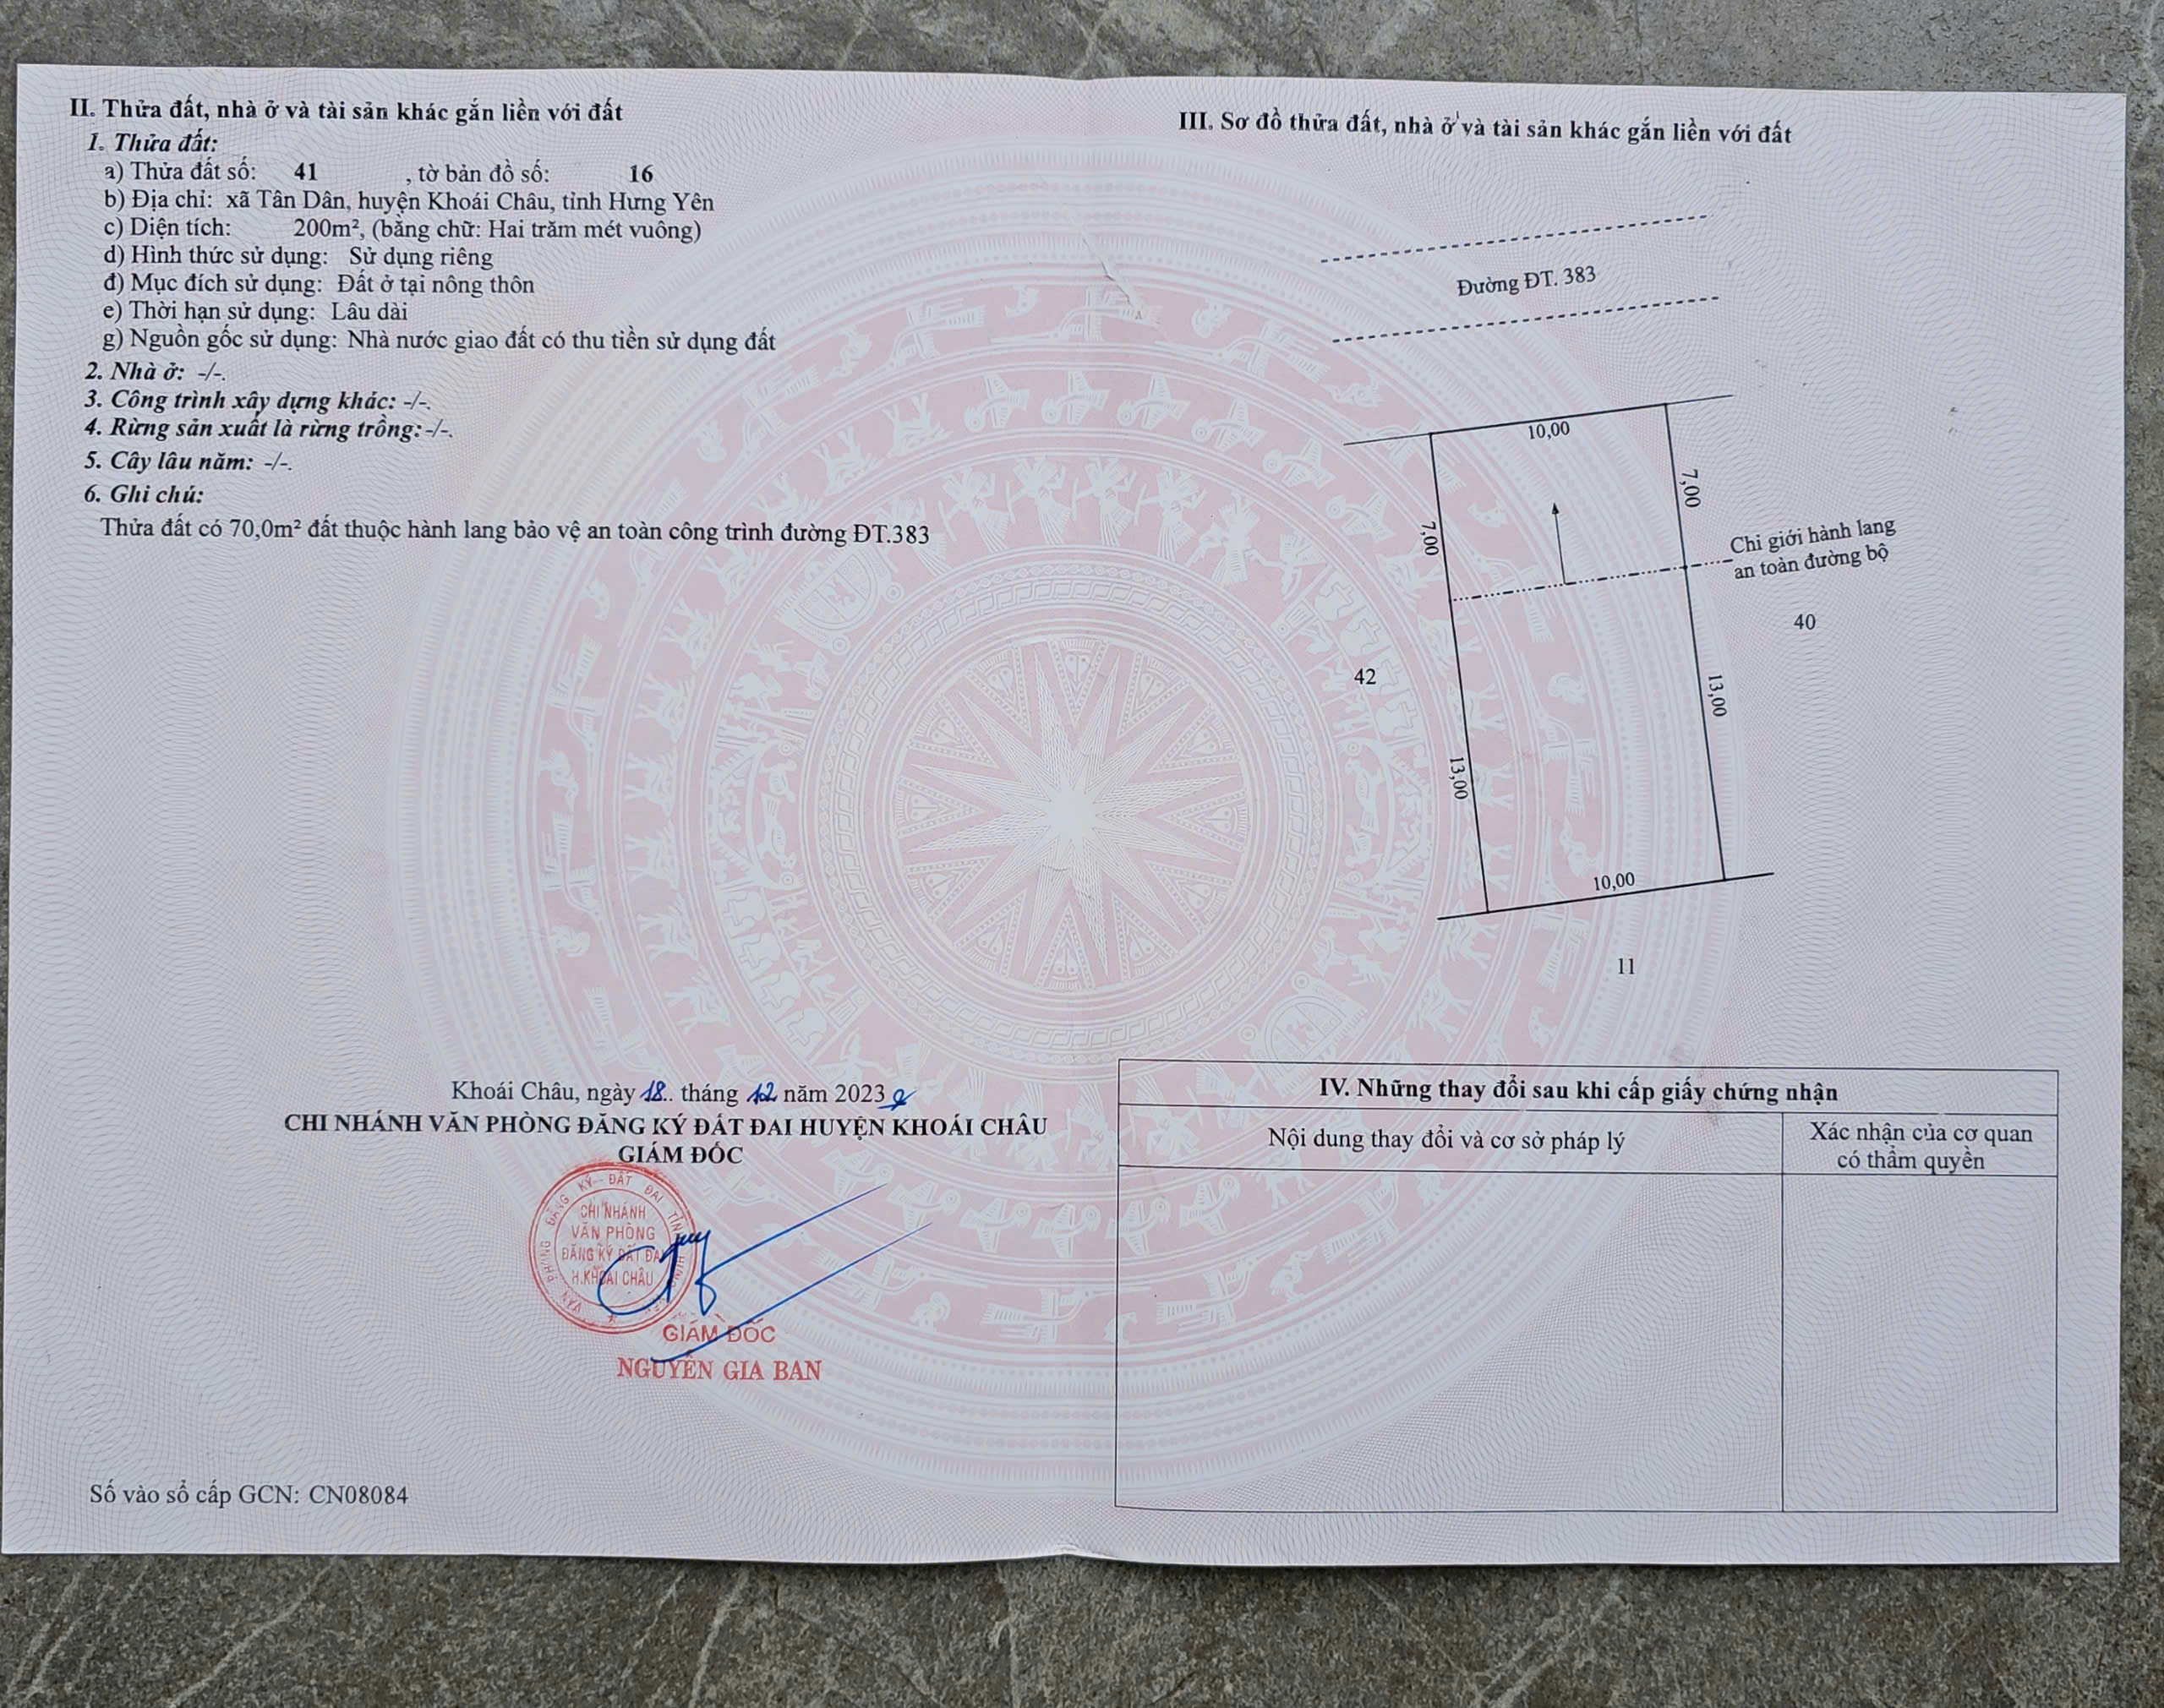 II. Thửa đất, nhà ở và tài sản khác gắn liền với đất
1. Thửa đất:
a) Thửa đất số: 41 , tờ bản đồ số: 16
b) Địa chỉ: xã Tân Dân, huyện Khoái Châu, tỉnh Hưng Yên
c) Diện tích: 200m², (bằng chữ: Hai trăm mét vuông)
d) Hình thức sử dụng: Sử dụng riêng
đ) Mục đích sử dụng: Đất ở tại nông thôn
e) Thời hạn sử dụng: Lâu dài
g) Nguồn gốc sử dụng: Nhà nước giao đất có thu tiền sử dụng đất
2. Nhà ở: -/-.
3. Công trình xây dựng khác: -/-.
4. Rừng sản xuất là rừng trồng: -/-.
5. Cây lâu năm: -/-.
6. Ghi chú:
Thửa đất có 70,0m² đất thuộc hành lang bảo vệ an toàn công trình đường ĐT.383
Khoái Châu, ngày 18.. tháng 12 năm 2023
CHI NHÁNH VĂN PHÒNG ĐĂNG KÝ ĐẤT ĐAI HUYỆN KHOÁI CHÂU
GIÁM ĐỐC
VĂN PHÒNG ĐĂNG KÝ ĐẤT ĐAI TỈNH HƯNG
CHI NHÁNH
VĂN PHÒNG
ĐĂNG KÝ ĐẤT ĐAI
H.KHOÁI CHÂU
GIÁM ĐỐC
NGUYỄN GIA BAN
Số vào sổ cấp GCN: CN08084
III. Sơ đồ thửa đất, nhà ở và tài sản khác gắn liền với đất
Đường ĐT. 383
10,00
7,00
7,00
Chỉ giới hành lang
an toàn đường bộ
40
42
13,00
13,00
10,00
11
IV. Những thay đổi sau khi cấp giấy chứng nhận
Nội dung thay đổi và cơ sở pháp lý
Xác nhận của cơ quan
có thẩm quyền